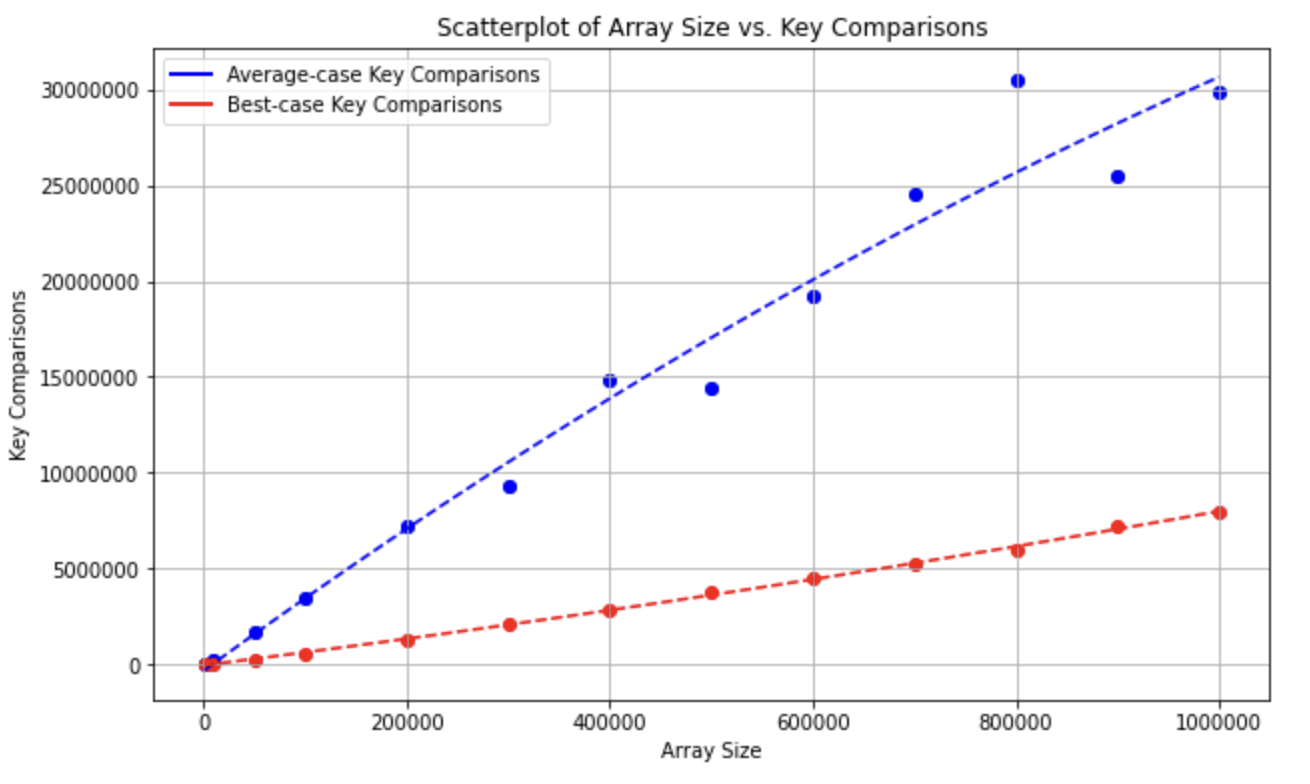 Scatterplot of Array Size vs. Key Comparisons
Average-case Key Comparisons
Best-case Key Comparisons
Key Comparisons
30000000
25000000
20000000
15000000
10000000
5000000
0
0 200000 400000 600000 800000 1000000
Array Size